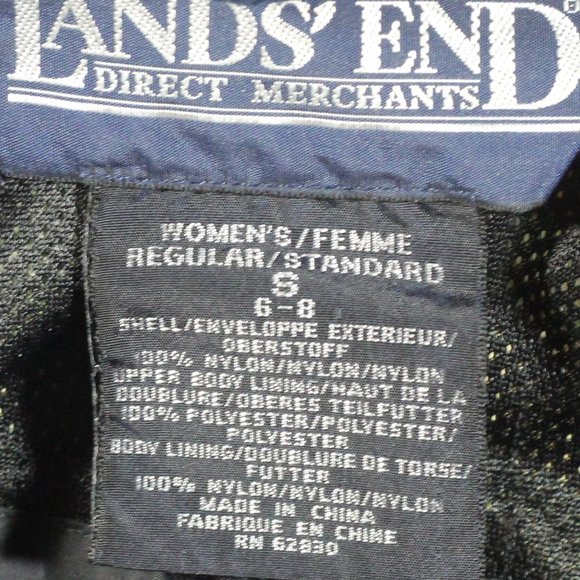 LANDS' END
DIRECT MERCHANTS
WOMEN'S/FEMME
REGULAR/STANDARD
S
6-8
SHELL/ENVELOPPE EXTERIEUR/
OBERSTOFF
100% NYLON/NYLON/NYLON
UPPER BODY LINING/HAUT DE LA
DOUBLURE/OBERES TEILFUTTER
100% POLYESTER/POLYESTER/
POLYESTER
BODY LINING/DOUBLURE DE TORSE/
FUTTER
100% NYLON/NYLON/NYLON
MADE IN CHINA
FABRIQUE EN CHINE
RN 62830